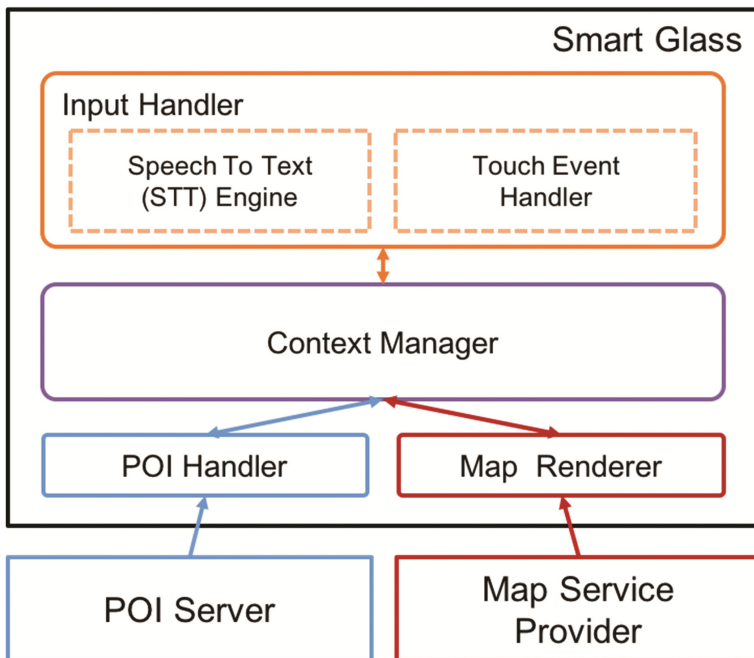 Smart Glass
Input Handler
Speech To Text
(STT) Engine
Touch Event
Handler
Context Manager
POI Handler
Map Renderer
POI Server
Map Service
Provider